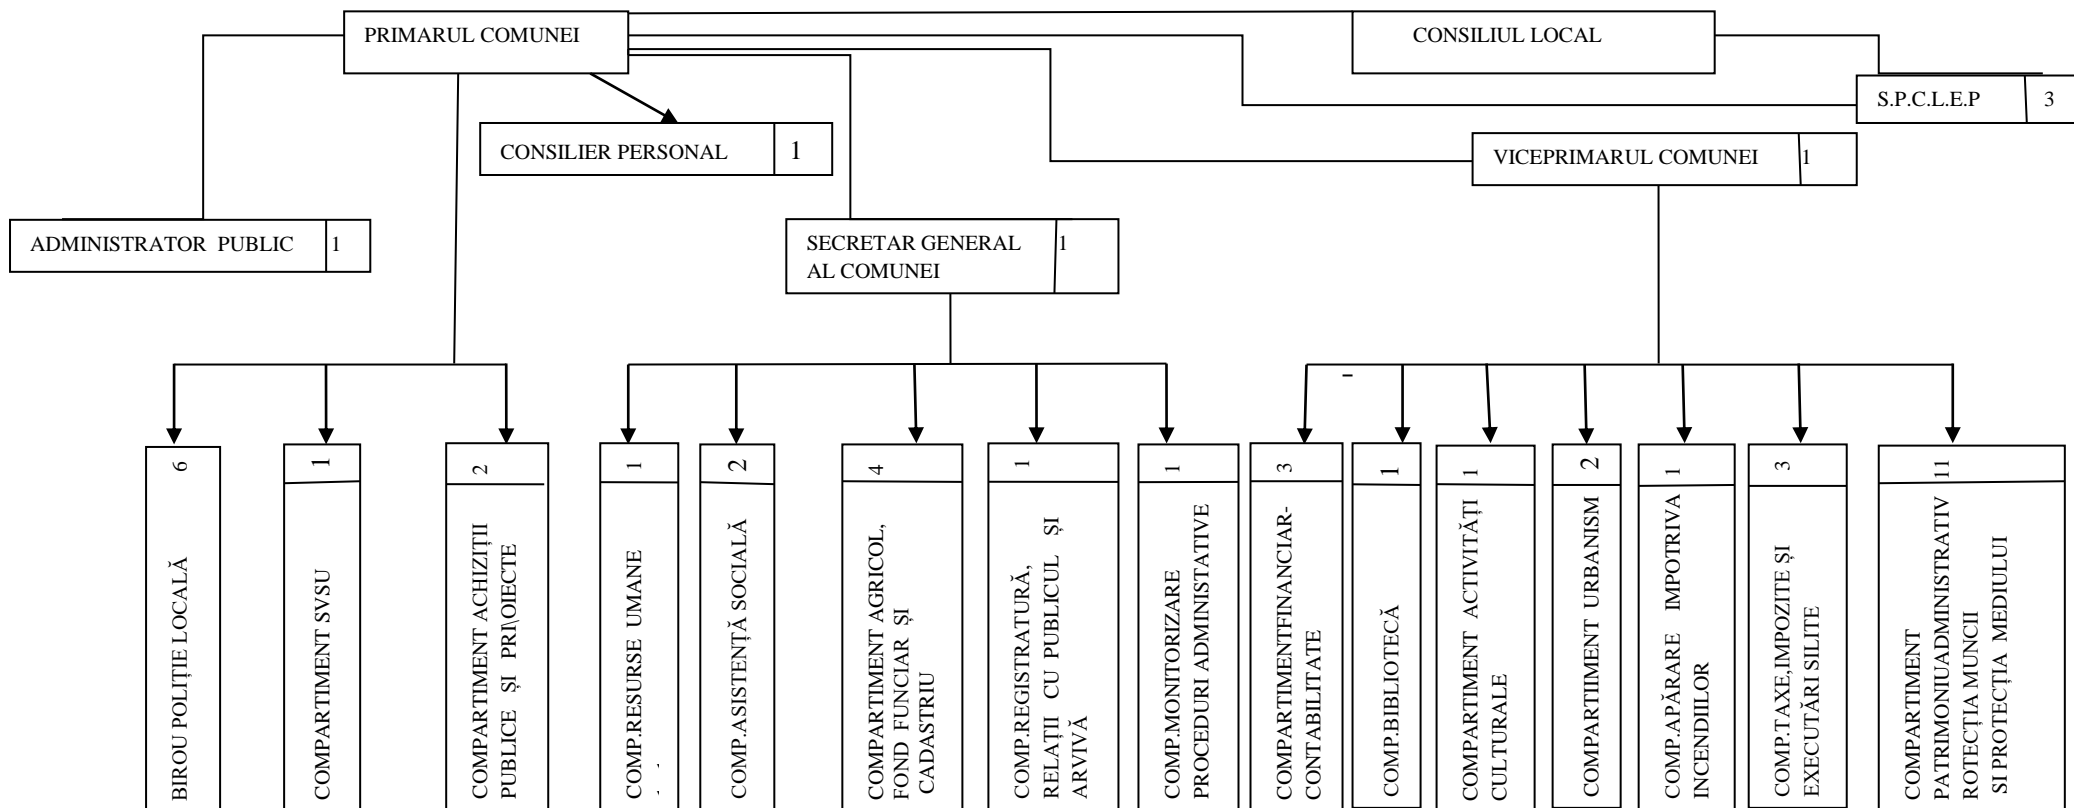 PRIMARUL COMUNEI
CONSILIUL LOCAL
S.P.C.L.E.P 3
CONSILIER PERSONAL 1
VICEPRIMARUL COMUNEI 1
ADMINISTRATOR PUBLIC 1
SECRETAR GENERAL 1
AL COMUNEI
6
BIROU POLIȚIE LOCALĂ
1
COMPARTIMENT SVSU
2
COMPARTIMENT ACHIZIȚII
PUBLICE ȘI PRI\OIECTE
1
COMP.RESURSE UMANE
2
COMP.ASISTENȚĂ SOCIALĂ
4
COMPARTIMENT AGRICOL,
FOND FUNCIAR ȘI
CADASTRIU
1
COMP.REGISTRATURĂ,
RELAȚII CU PUBLICUL ȘI
ARVIVĂ
1
COMP.MONITORIZARE
PROCEDURI ADMINISTATIVE
3
COMPARTIMENTFINANCIAR-
CONTABILITATE
1
COMP.BIBLIOTECĂ
1
COMPARTIMENT ACTIVITĂȚI
CULTURALE
2
COMPARTIIMENT URBANISM
1
COMP.APĂRARE IMPOTRIVA
INCENDIILOR
3
COMP.TAXE,IMPOZITE ȘI
EXECUTĂRI SILITE
11
COMPARTIMENT
PATRIMONIUADMINISTRATIV
ROTECȚIA MUNCII
SI PROTECȚIA MEDIULUI